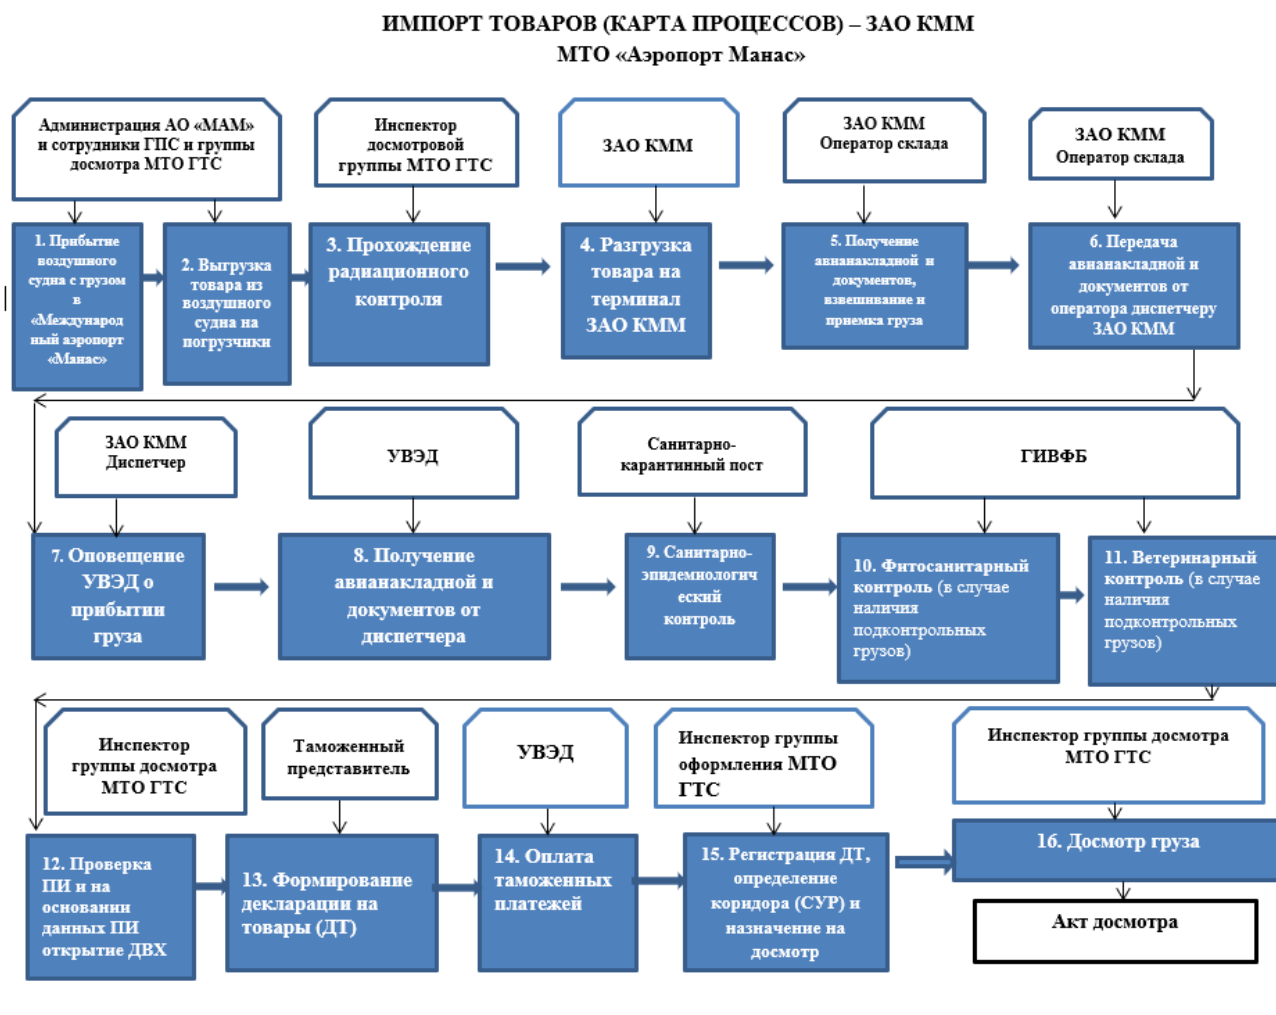 ИМПОРТ ТОВАРОВ (КАРТА ПРОЦЕССОВ) – ЗАО КММ
МТО «Аэропорт Манас»
Администрация АО «МАМ»
и сотрудники ГПС и группы
досмотра МТО ГТС
Инспектор
досмотровой
группы МТО ГТС
ЗАО КММ
ЗАО КММ
Оператор склада
ЗАО КММ
Оператор склада
1. Прибытие
воздушного
судна с грузом
в
«Международ
ный аэропорт
«Манас»
2. Выгрузка
товара из
воздушного
судна на
погрузчики
3. Прохождение
радиационного
контроля
4. Разгрузка
товара на
терминал
ЗАО КММ
5. Получение
авианакладной и
документов,
взвешивание и
приемка груза
6. Передача
авианакладной и
документов от
оператора диспетчеру
ЗАО КММ
ЗАО КММ
Диспетчер
УВЭД
Санитарно-
карантинный пост
ГИВФБ
7. Оповещение
УВЭД о
прибытии
груза
8. Получение
авианакладной и
документов от
диспетчера
9. Санитарно-
эпидемиологич
еский
контроль
10. Фитосанитарный
контроль (в случае
наличия
подконтрольных
грузов)
11. Ветеринарный
контроль (в случае
наличия
подконтрольных
грузов)
Инспектор
группы досмотра
МТО ГТС
Таможенный
представитель
УВЭД
Инспектор группы
оформления МТО
ГТС
Инспектор группы досмотра
МТО ГТС
12. Проверка
ПИ и на
основании
данных ПИ
открытие ДВХ
13. Формирование
декларации на
товары (ДТ)
14. Оплата
таможенных
платежей
15. Регистрация ДТ,
определение
коридора (СУР) и
назначение на
досмотр
16. Досмотр груза
Акт досмотра